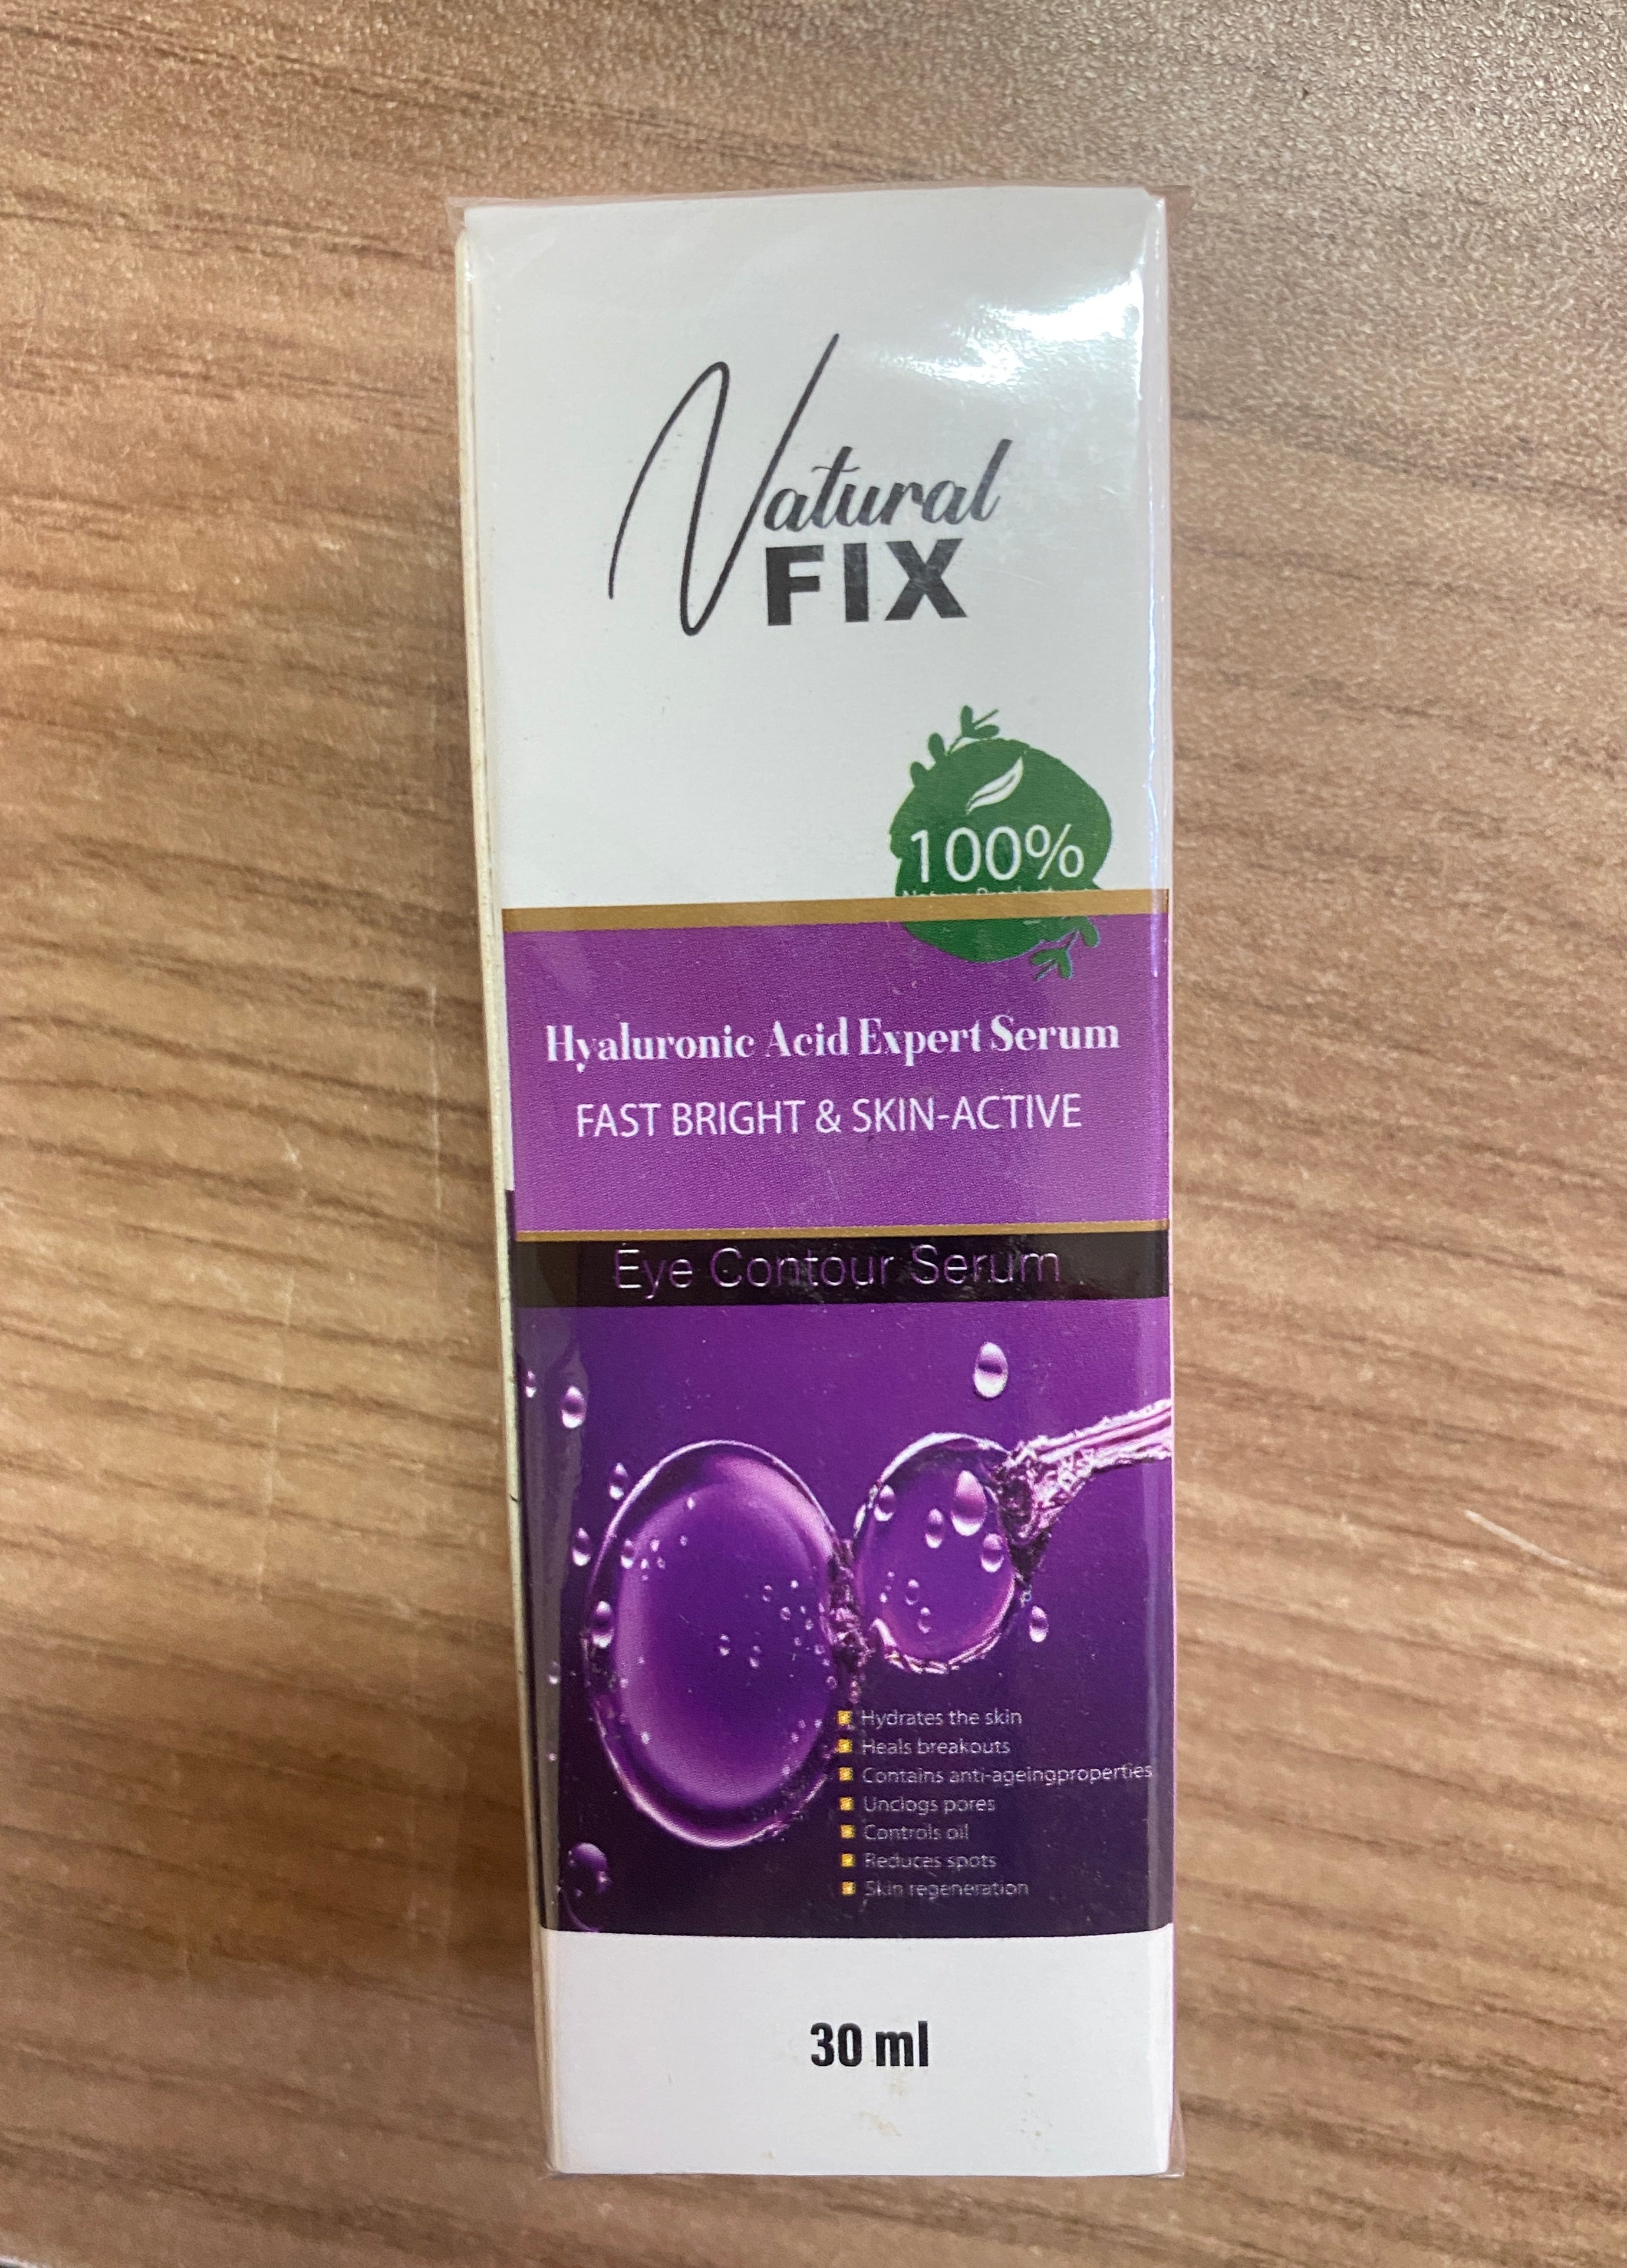 Natural
FIX
100%
Hyaluronic Acid Expert Serum
FAST BRIGHT & SKIN-ACTIVE
Eye Contour Serum
Hydrates the skin
Heals breakouts
Contains anti-ageingproperties
Unclogs pores
Controls oil
Reduces spots
Skin regeneration
30 ml